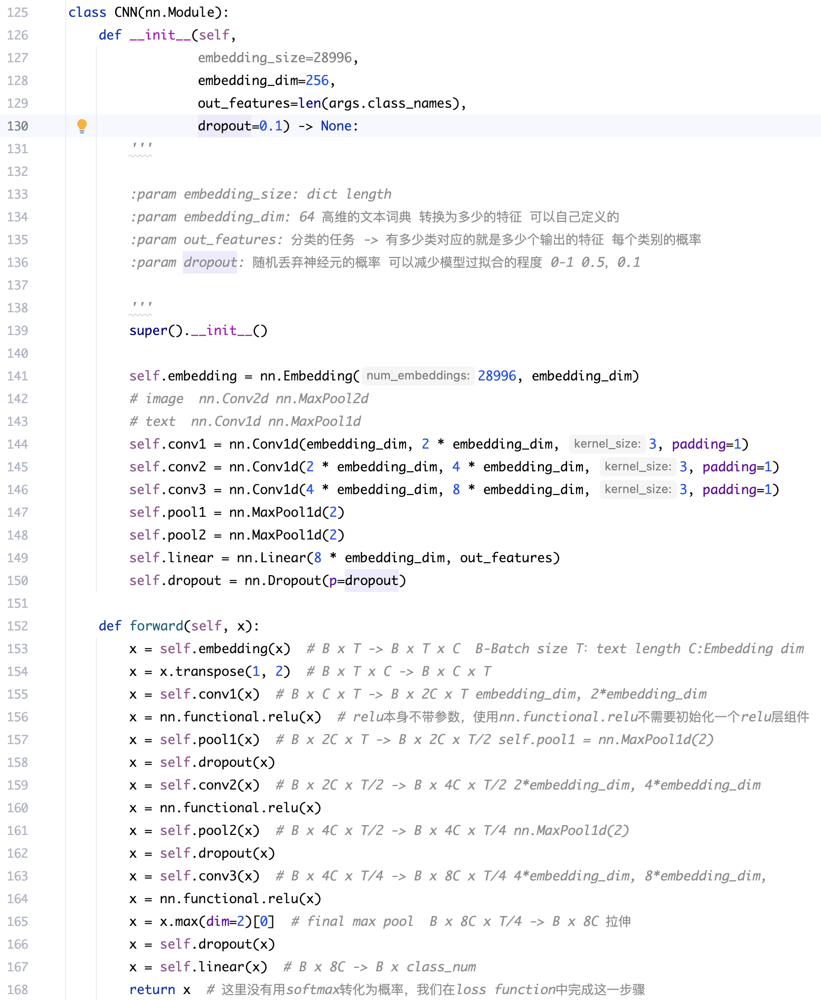 125 class CNN(nn.Module):
126 def __init__(self,
127 embedding_size=28996,
128 embedding_dim=256,
129 out_features=len(args.class_names),
130 dropout=0.1) -> None:
131 '''
132
133 :param embedding_size: dict length
134 :param embedding_dim: 64 高维的文本词典 转换为多少的特征 可以自己定义的
135 :param out_features: 分类的任务 -> 有多少类对应的就是多少个输出的特征 每个类别的概率
136 :param dropout: 随机丢弃神经元的概率 可以减少模型过拟合的程度 0-1 0.5, 0.1
137
138 '''
139 super().__init__()
140
141 self.embedding = nn.Embedding( num_embeddings: 28996, embedding_dim)
142 # image  nn.Conv2d nn.MaxPool2d
143 # text  nn.Conv1d nn.MaxPool1d
144 self.conv1 = nn.Conv1d(embedding_dim, 2 * embedding_dim, kernel_size: 3, padding=1)
145 self.conv2 = nn.Conv1d(2 * embedding_dim, 4 * embedding_dim, kernel_size: 3, padding=1)
146 self.conv3 = nn.Conv1d(4 * embedding_dim, 8 * embedding_dim, kernel_size: 3, padding=1)
147 self.pool1 = nn.MaxPool1d(2)
148 self.pool2 = nn.MaxPool1d(2)
149 self.linear = nn.Linear(8 * embedding_dim, out_features)
150 self.dropout = nn.Dropout(p=dropout)
151
152 def forward(self, x):
153 x = self.embedding(x)  # B x T -> B x T x C  B-Batch size T: text length C:Embedding dim
154 x = x.transpose(1, 2)  # B x T x C -> B x C x T
155 x = self.conv1(x)  # B x C x T -> B x 2C x T embedding_dim, 2*embedding_dim
156 x = nn.functional.relu(x)  # relu本身不带参数，使用nn.functional.relu不需要初始化一个relu层组件
157 x = self.pool1(x)  # B x 2C x T -> B x 2C x T/2 self.pool1 = nn.MaxPool1d(2)
158 x = self.dropout(x)
159 x = self.conv2(x)  # B x 2C x T/2 -> B x 4C x T/2 2*embedding_dim, 4*embedding_dim
160 x = nn.functional.relu(x)
161 x = self.pool2(x)  # B x 4C x T/2 -> B x 4C x T/4 nn.MaxPool1d(2)
162 x = self.dropout(x)
163 x = self.conv3(x)  # B x 4C x T/4 -> B x 8C x T/4 4*embedding_dim, 8*embedding_dim,
164 x = nn.functional.relu(x)
165 x = x.max(dim=2)[0]  # final max pool  B x 8C x T/4 -> B x 8C 拉伸
166 x = self.dropout(x)
167 x = self.linear(x)  # B x 8C -> B x class_num
168 return x  # 这里没有用softmax转化为概率，我们在loss function中完成这一步骤